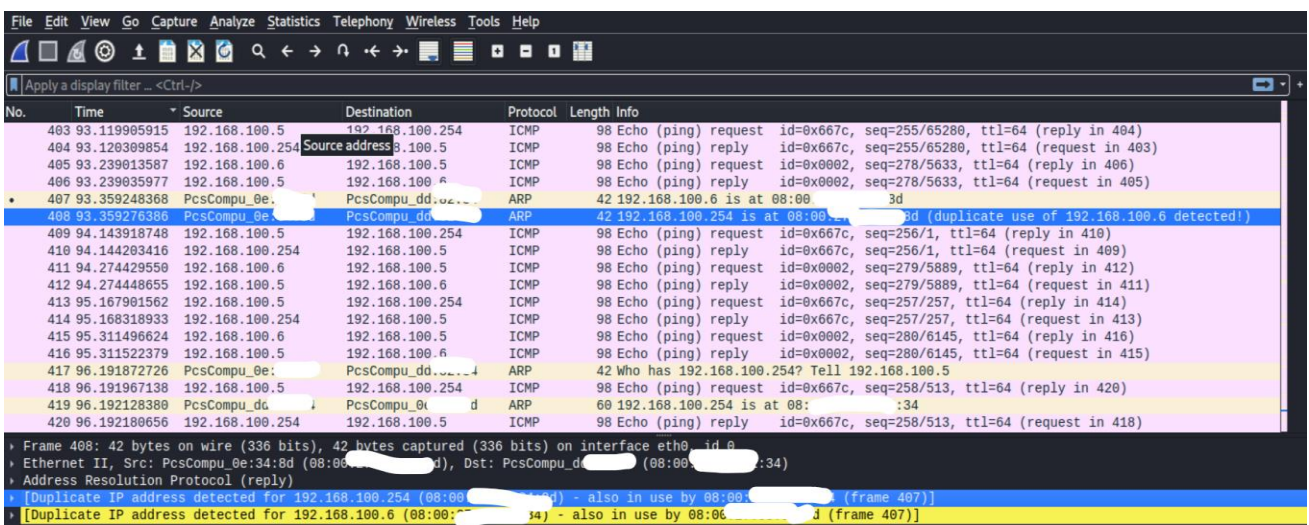 File Edit View Go Capture Analyze Statistics Telephony Wireless Tools Help
Apply a display filter ... <Ctrl-/>
No. Time Source Destination Protocol Length Info
403 93.119905915 192.168.100.5 192.168.100.254 ICMP 98 Echo (ping) request id=0x667c, seq=255/65280, ttl=64 (reply in 404)
404 93.120309854 192.168.100.254 Source address 8.100.5 ICMP 98 Echo (ping) reply id=0x667c, seq=255/65280, ttl=64 (request in 403)
405 93.239013587 192.168.100.6 192.168.100.5 ICMP 98 Echo (ping) request id=0x0002, seq=278/5633, ttl=64 (reply in 406)
406 93.239035977 192.168.100.5 192.168.100.6 ICMP 98 Echo (ping) reply id=0x0002, seq=278/5633, ttl=64 (request in 405)
407 93.359248368 PcsCompu_0e: PcsCompu_dd: ARP 42 192.168.100.6 is at 08:00: 8d
408 93.359276386 PcsCompu_0e: PcsCompu_dd ARP 42 192.168.100.254 is at 08:00: 8d (duplicate use of 192.168.100.6 detected!)
409 94.143918748 192.168.100.5 192.168.100.254 ICMP 98 Echo (ping) request id=0x667c, seq=256/1, ttl=64 (reply in 410)
410 94.144203416 192.168.100.254 192.168.100.5 ICMP 98 Echo (ping) reply id=0x667c, seq=256/1, ttl=64 (request in 409)
411 94.274429550 192.168.100.6 192.168.100.5 ICMP 98 Echo (ping) request id=0x0002, seq=279/5889, ttl=64 (reply in 412)
412 94.274448655 192.168.100.5 192.168.100.6 ICMP 98 Echo (ping) reply id=0x0002, seq=279/5889, ttl=64 (request in 411)
413 95.167901562 192.168.100.5 192.168.100.254 ICMP 98 Echo (ping) request id=0x667c, seq=257/257, ttl=64 (reply in 414)
414 95.168318933 192.168.100.254 192.168.100.5 ICMP 98 Echo (ping) reply id=0x667c, seq=257/257, ttl=64 (request in 413)
415 95.311496624 192.168.100.6 192.168.100.5 ICMP 98 Echo (ping) request id=0x0002, seq=280/6145, ttl=64 (reply in 416)
416 95.311522379 192.168.100.5 192.168.100.6 ICMP 98 Echo (ping) reply id=0x0002, seq=280/6145, ttl=64 (request in 415)
417 96.191872726 PcsCompu_0e: PcsCompu_dd ARP 42 Who has 192.168.100.254? Tell 192.168.100.5
418 96.191967138 192.168.100.5 192.168.100.254 ICMP 98 Echo (ping) request id=0x667c, seq=258/513, ttl=64 (reply in 420)
419 96.192128380 PcsCompu_dd PcsCompu_0e d ARP 60 192.168.100.254 is at 08: :34
420 96.192180656 192.168.100.254 192.168.100.5 ICMP 98 Echo (ping) reply id=0x667c, seq=258/513, ttl=64 (request in 418)
Frame 408: 42 bytes on wire (336 bits), 42 bytes captured (336 bits) on interface eth0, id 0
Ethernet II, Src: PcsCompu_0e:34:8d (08:00: d), Dst: PcsCompu_d (08:00: :34)
Address Resolution Protocol (reply)
[Duplicate IP address detected for 192.168.100.254 (08:00: 8d) - also in use by 08:00: (frame 407)]
[Duplicate IP address detected for 192.168.100.6 (08:00: 34) - also in use by 08:00: d (frame 407)]